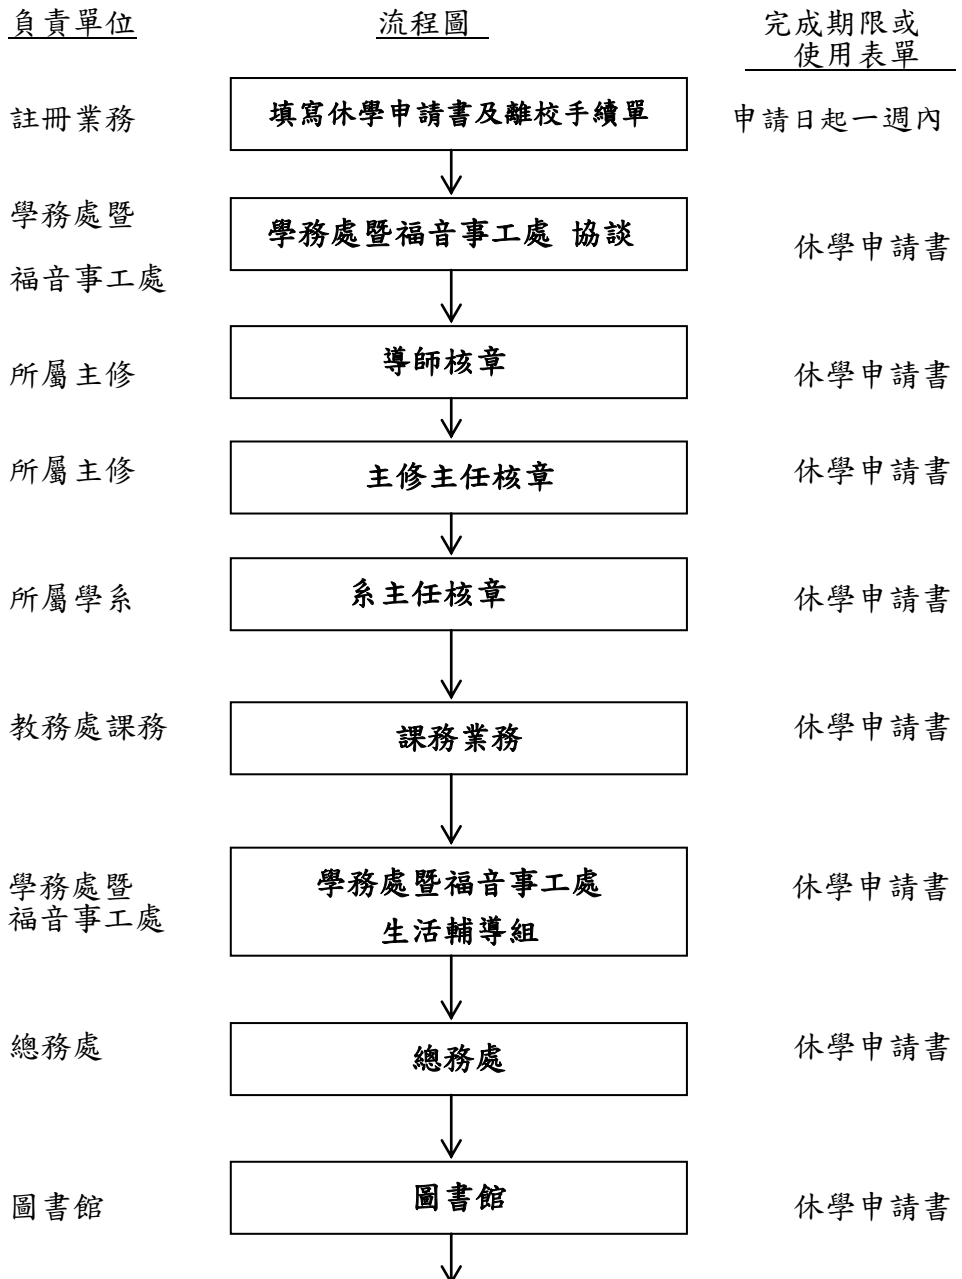 負責單位
流程圖
完成期限或
使用表單
註冊業務
填寫休學申請書及離校手續單
申請日起一週內
學務處暨
福音事工處
學務處暨福音事工處 協談
休學申請書
所屬主修
導師核章
休學申請書
所屬主修
主修主任核章
休學申請書
所屬學系
系主任核章
休學申請書
教務處課務
課務業務
休學申請書
學務處暨
福音事工處
學務處暨福音事工處
生活輔導組
休學申請書
總務處
總務處
休學申請書
圖書館
圖書館
休學申請書